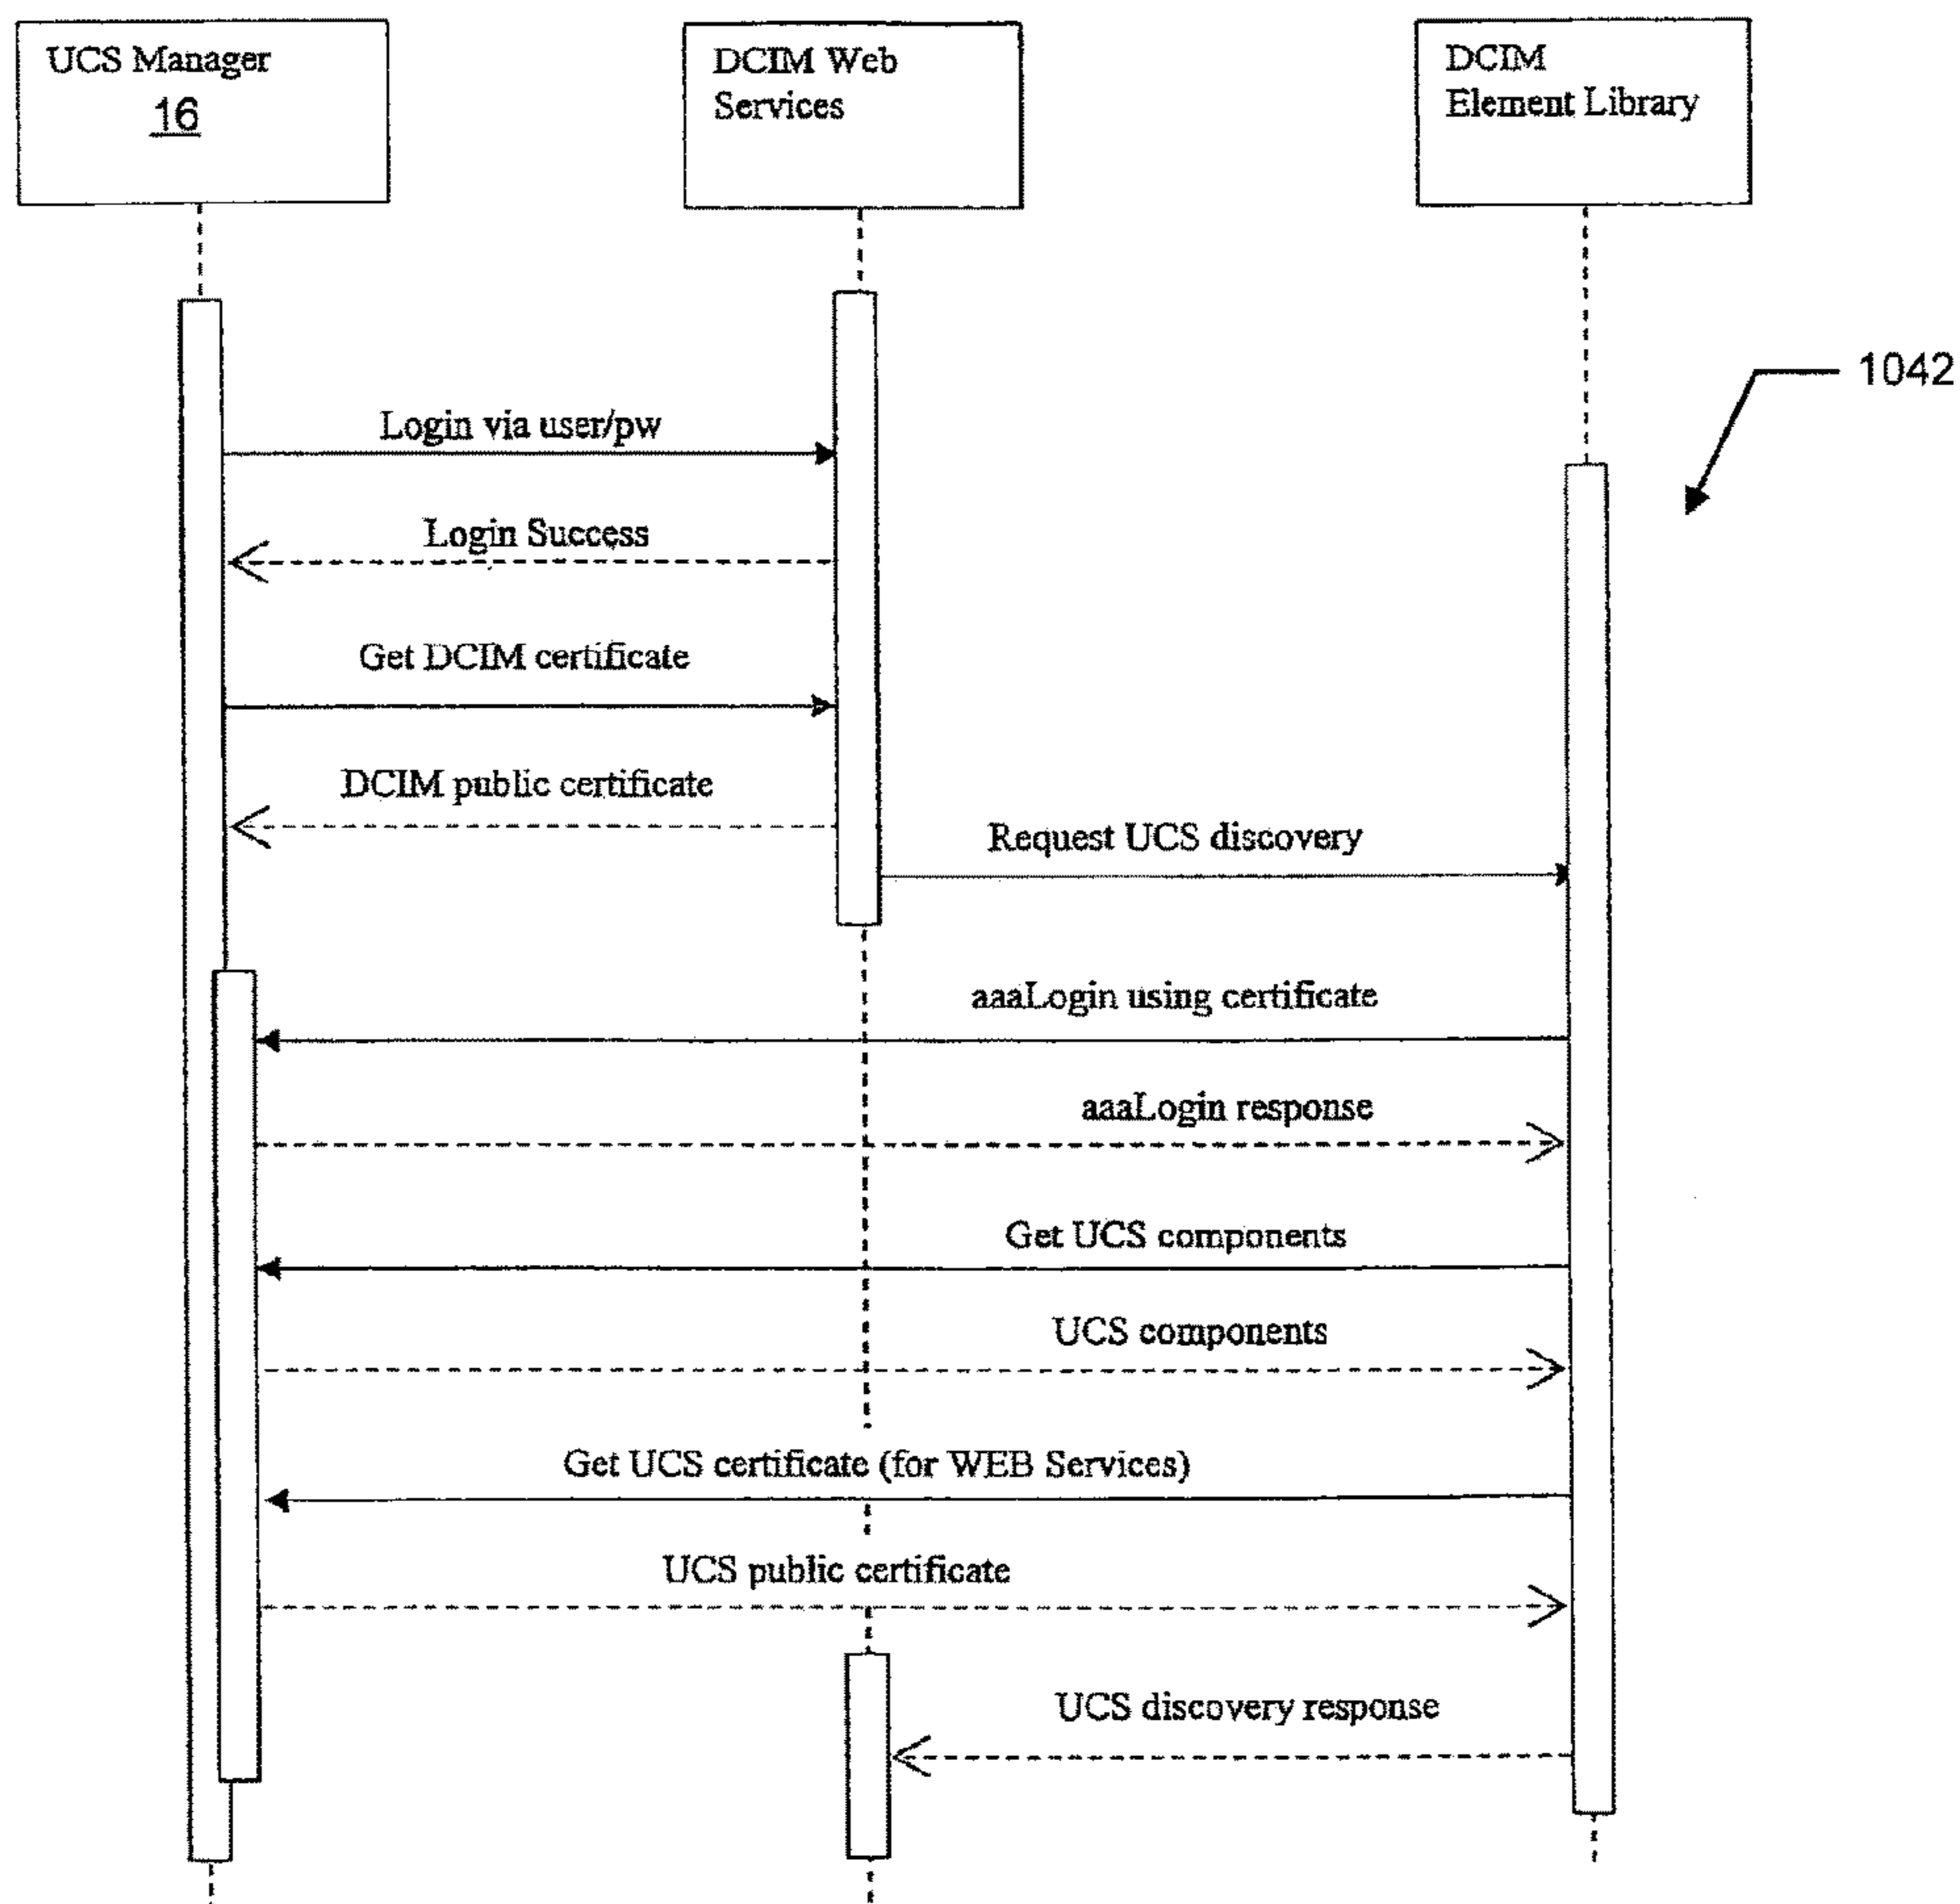 UCS Manager
16
DCIM Web
Services
DCIM
Element Library
1042
Login via user/pw
Login Success
Get DCIM certificate
DCIM public certificate
Request UCS discovery
aaaLogin using certificate
aaaLogin response
Get UCS components
UCS components
Get UCS certificate (for WEB Services)
UCS public certificate
UCS discovery response